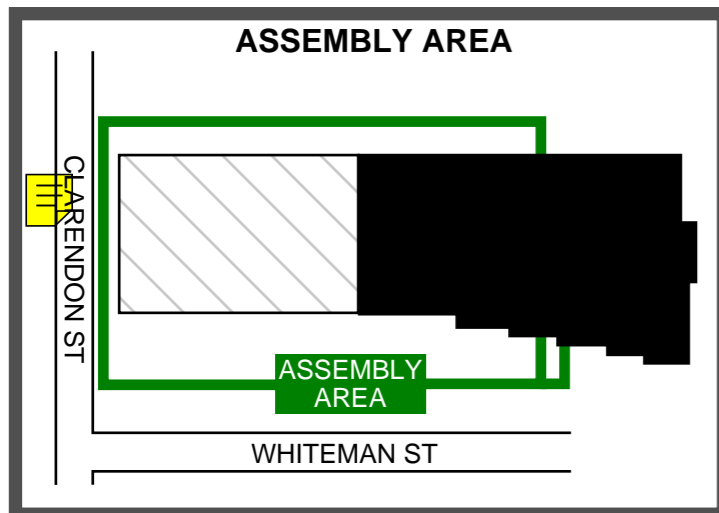 ASSEMBLY AREA
CLARENDON ST
ASSEMBLY
AREA
WHITEMAN ST